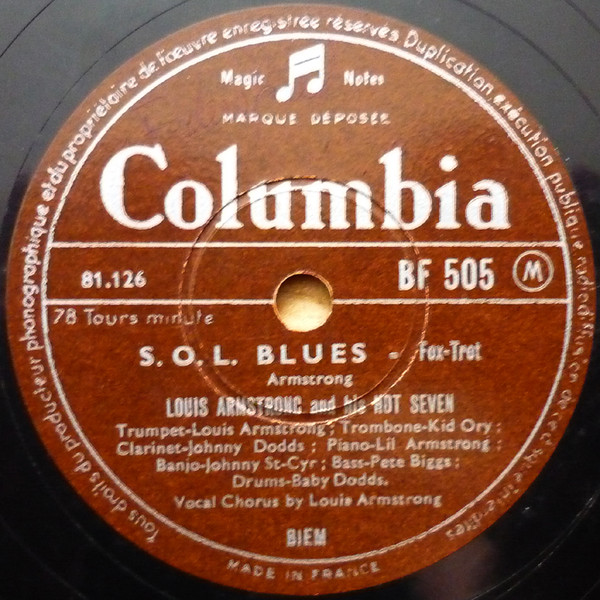 Tous droits du producteur phonographique et du propriétaire de l'œuvre enregistrée réservés. Duplication exécution publique radiodiffusion de ce disque interdites
Magic Notes
MARQUE DÉPOSÉE
Columbia
81.126 BF 505 M
78 Tours minute
S. O. L. BLUES - Fox-Trot
Armstrong
LOUIS ARMSTRONG and his HOT SEVEN
Trumpet-Louis Armstrong ; Trombone-Kid Ory ;
Clarinet-Johnny Dodds ; Piano-Lil Armstrong ;
Banjo-Johnny St-Cyr ; Bass-Pete Biggs ;
Drums-Baby Dodds.
Vocal Chorus by Louis Armstrong
BIEM
MADE IN FRANCE